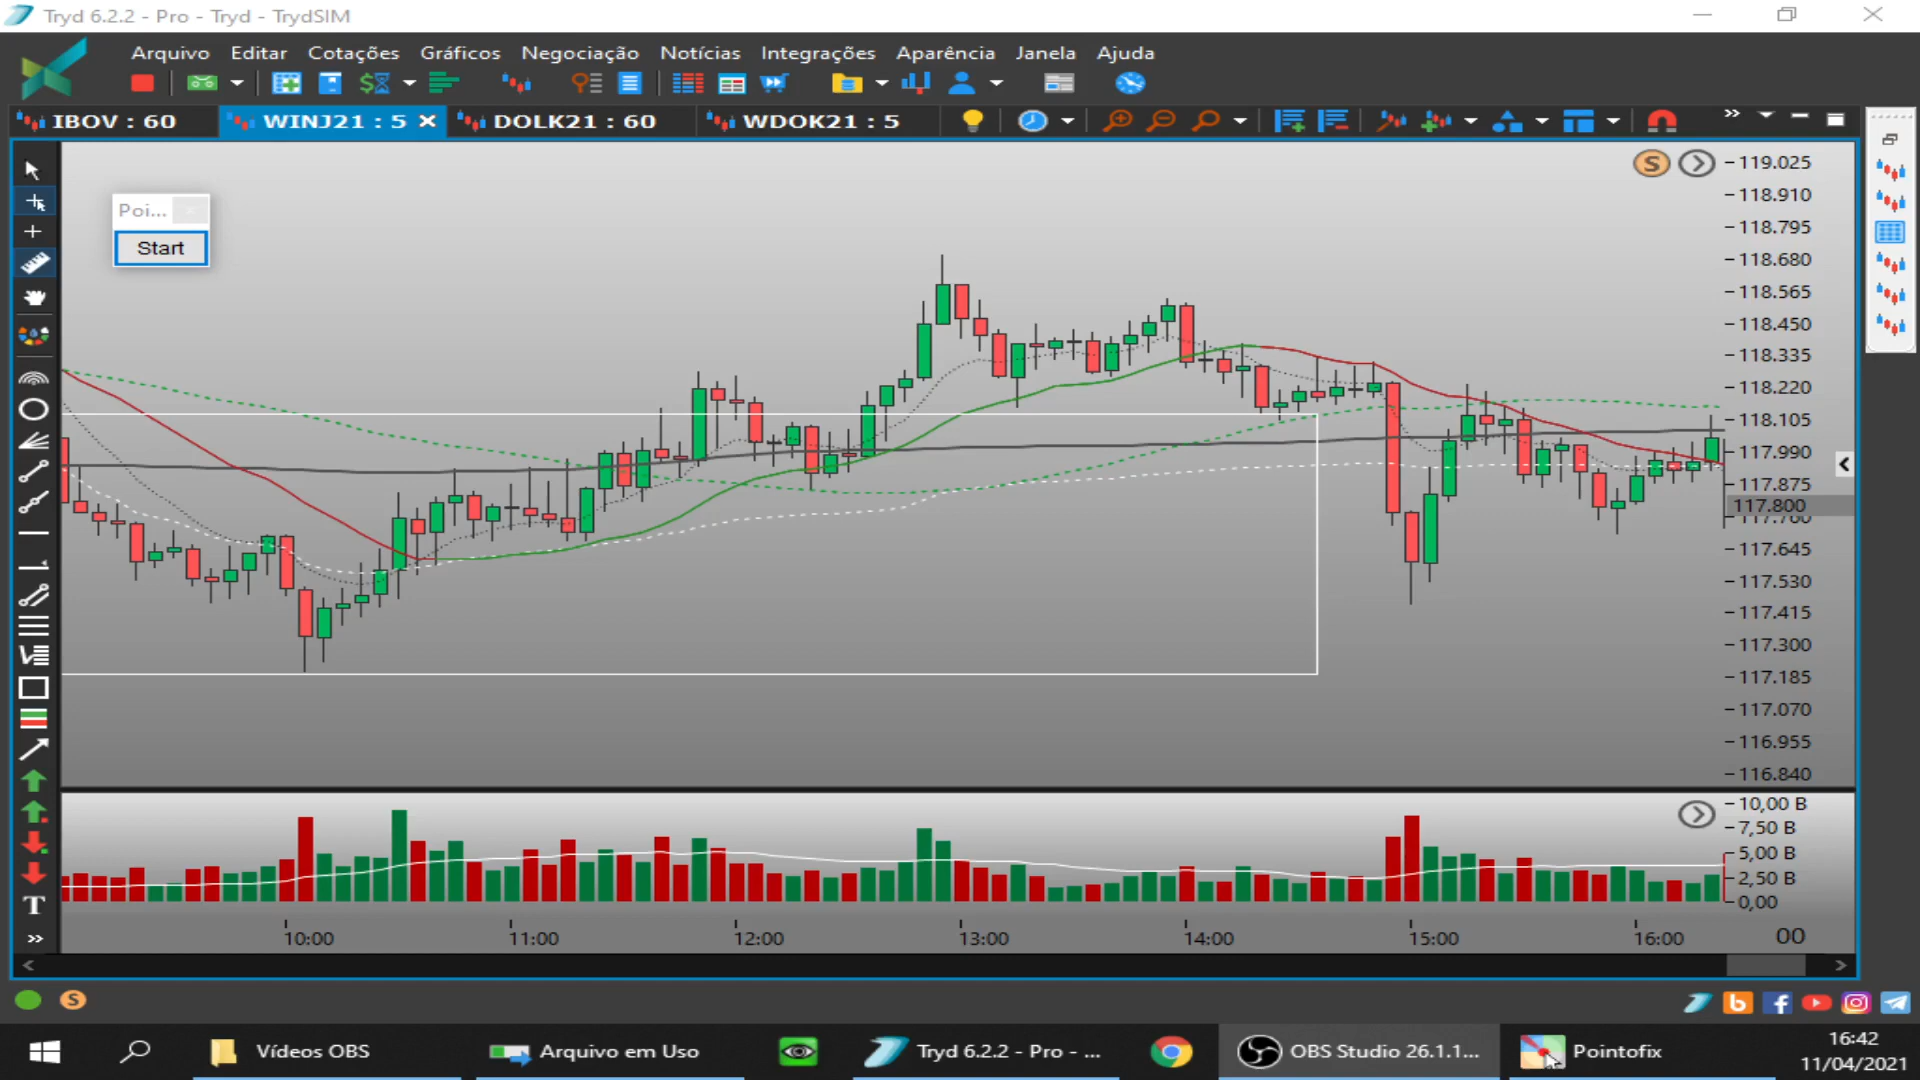 Tryd 6.2.2 - Pro - Tryd - TrydSIM
Arquivo Editar Cotações Gráficos Negociação Notícias Integrações Aparência Janela Ajuda
IBOV : 60 WINJ21 : 5 DOLK21 : 60 WDOK21 : 5
Poi...
Start
S
119.025
118.910
118.795
118.680
118.565
118.450
118.335
118.220
118.105
117.990
117.875
117.800
117.760
117.645
117.530
117.415
117.300
117.185
117.070
116.955
116.840
10,00 B
7,50 B
5,00 B
2,50 B
0,00
10:00 11:00 12:00 13:00 14:00 15:00 16:00 00
T
S
Vídeos OBS Arquivo em Uso Tryd 6.2.2 - Pro - ... OBS Studio 26.1.1... Pointofix
16:42
11/04/2021